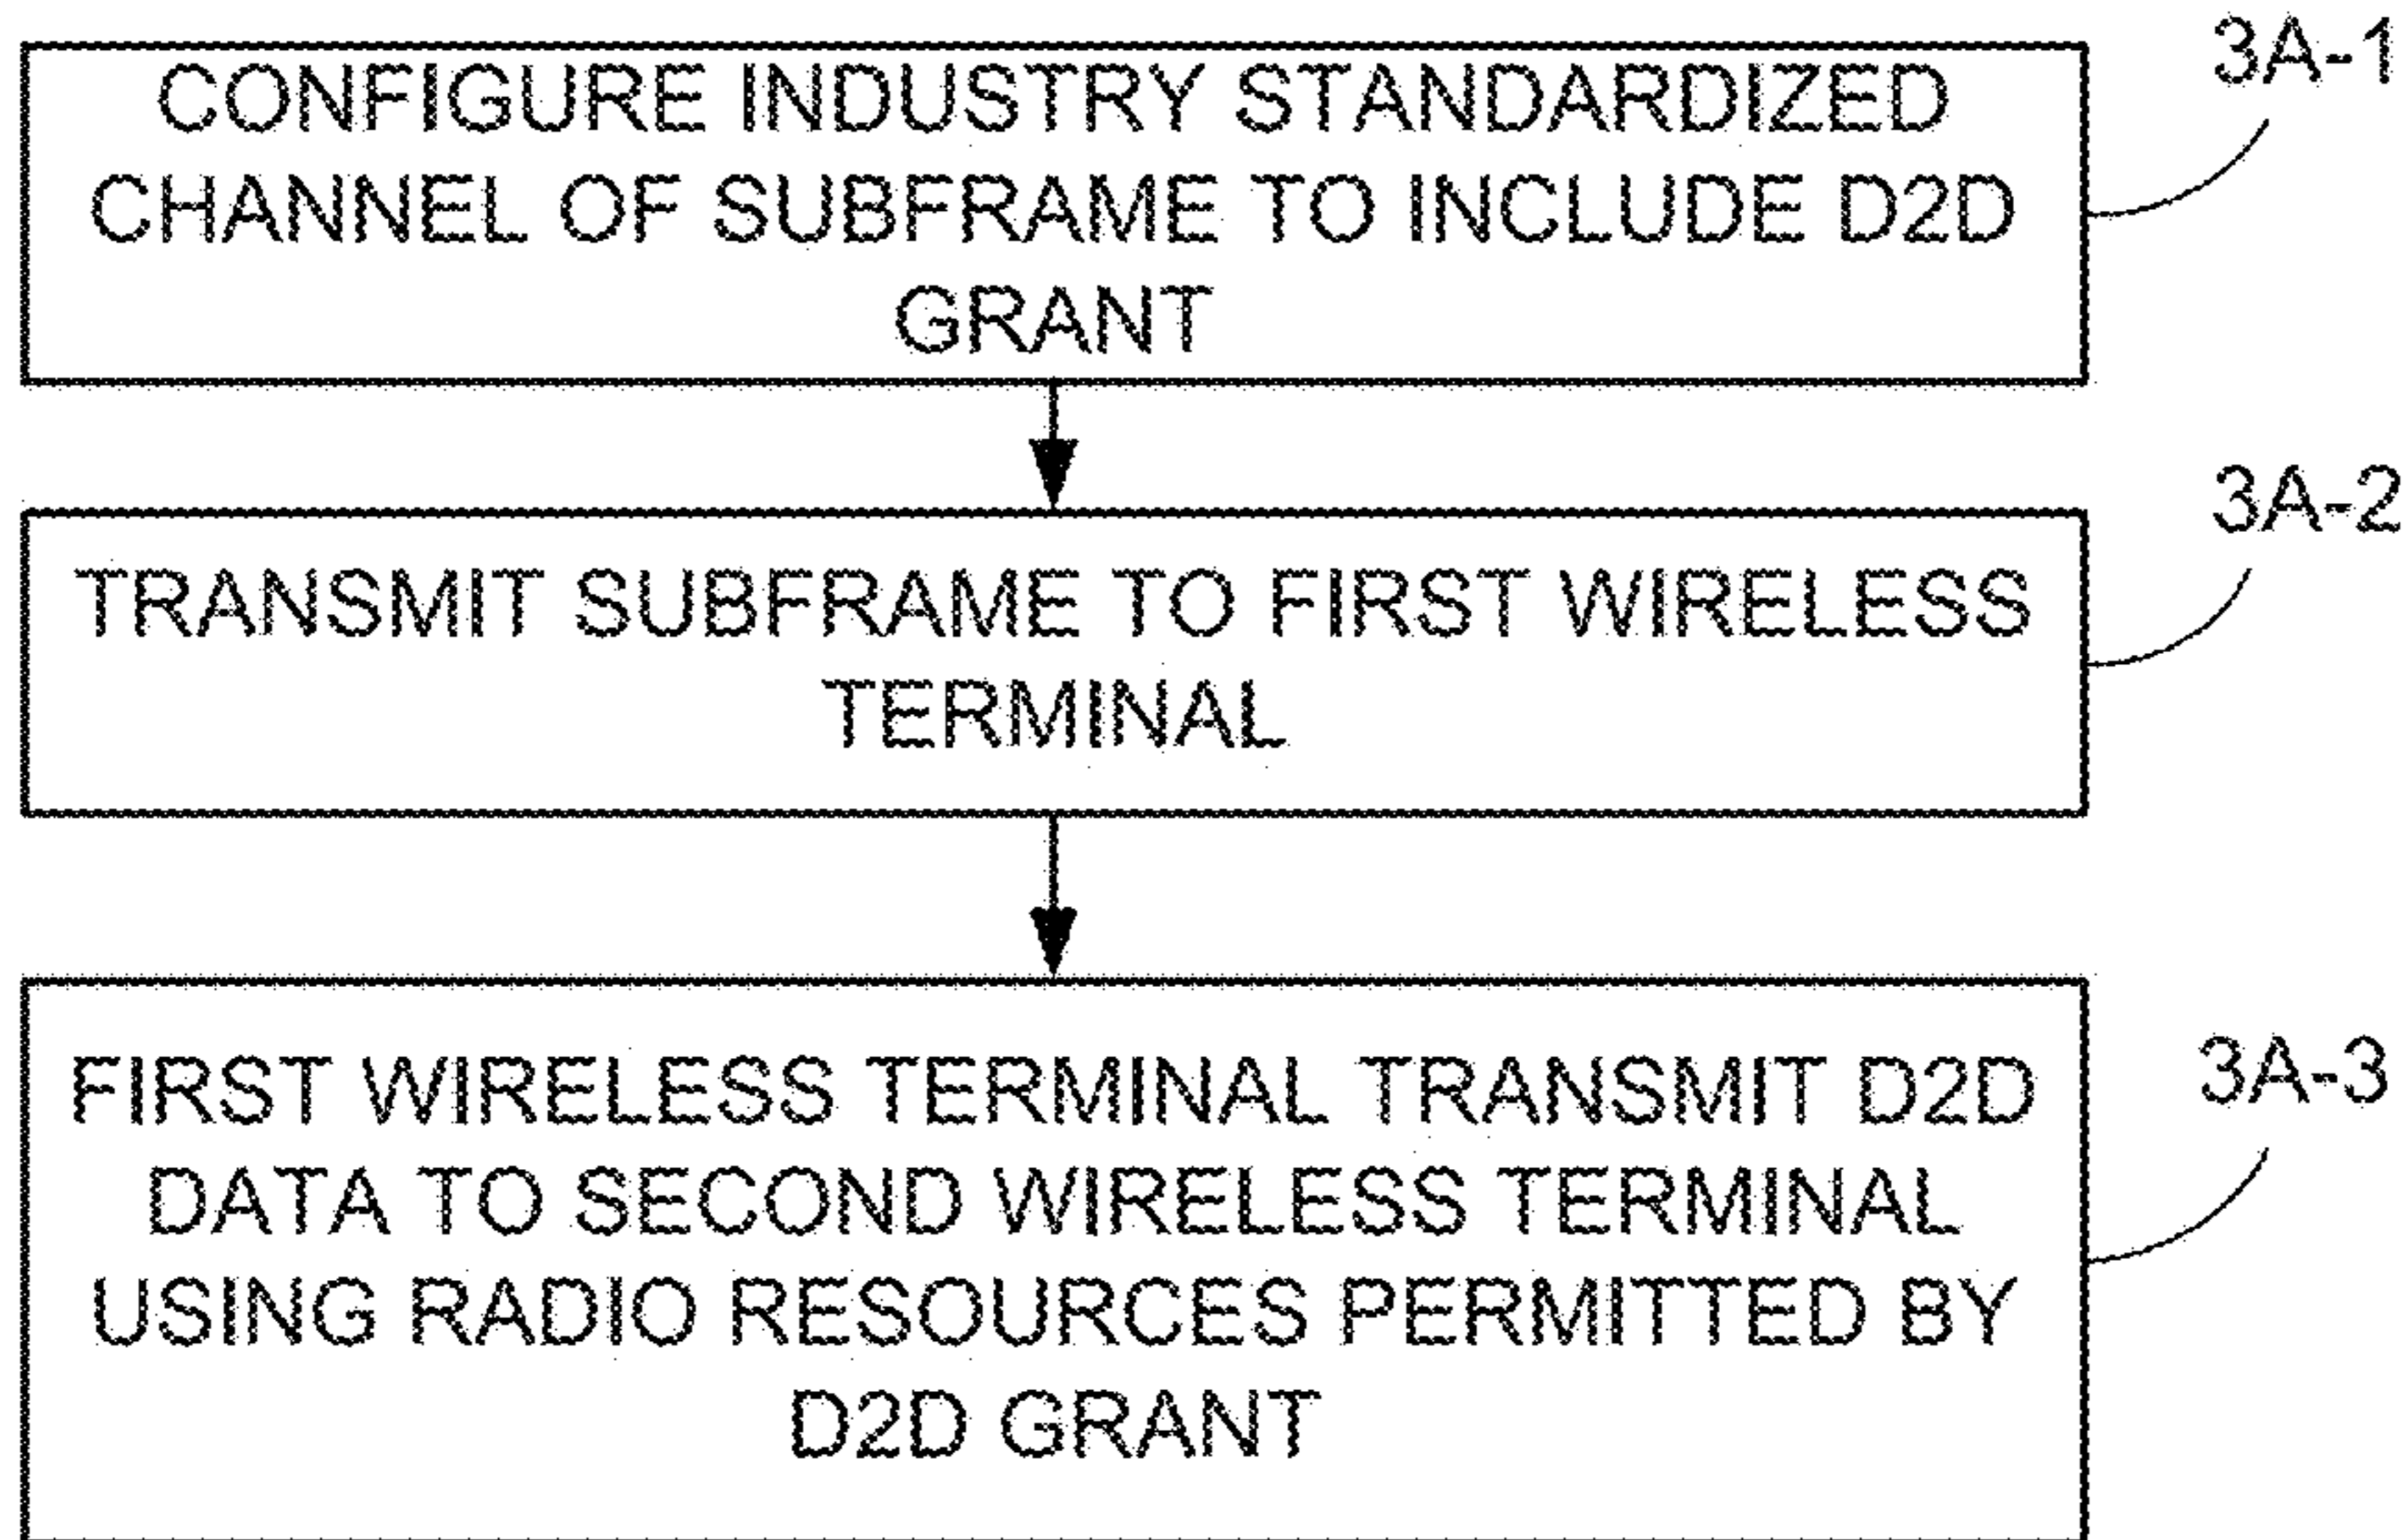 CONFIGURE INDUSTRY STANDARDIZED
CHANNEL OF SUBFRAME TO INCLUDE D2D
GRANT
3A-1
TRANSMIT SUBFRAME TO FIRST WIRELESS
TERMINAL
3A-2
FIRST WIRELESS TERMINAL TRANSMIT D2D
DATA TO SECOND WIRELESS TERMINAL
USING RADIO RESOURCES PERMITTED BY
D2D GRANT
3A-3